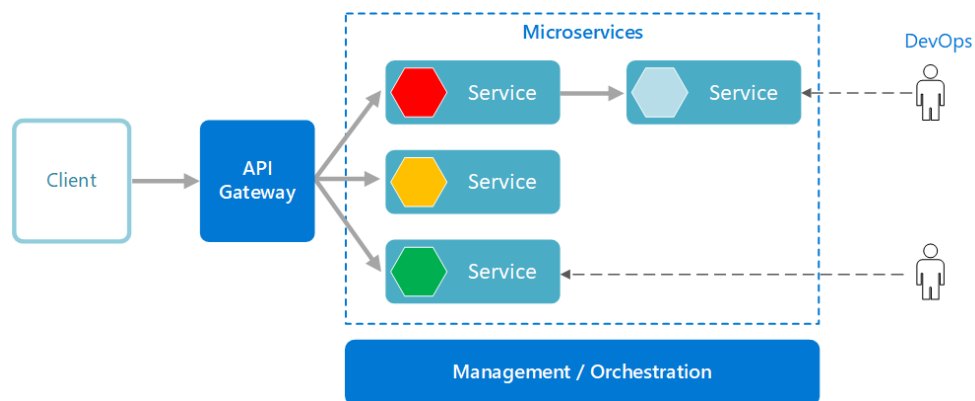 Microservices
DevOps
Service
Service
Client
API
Gateway
Service
Service
Management / Orchestration